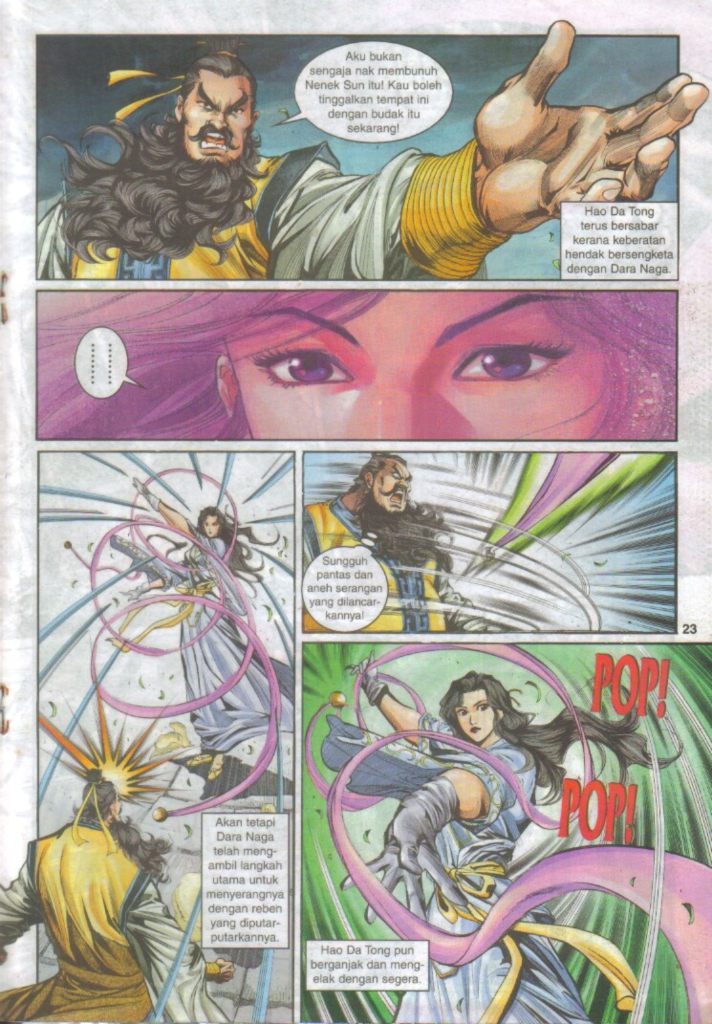 Aku bukan
sengaja nak membunuh
Nenek Sun itu! Kau boleh
tinggalkan tempat ini
dengan budak itu
sekarang!
Hao Da Tong
terus bersabar
kerana keberatan
hendak bersengketa
dengan Dara Naga.
Sungguh
pantas dan
aneh serangan
yang dilancar-
kannya!
23
Akan tetapi
Dara Naga
telah meng-
ambil langkah
utama untuk
menyerangnya
dengan reben
yang diputar-
putarkannya.
POP!
POP!
Hao Da Tong pun
berganjak dan meng-
elak dengan segera.